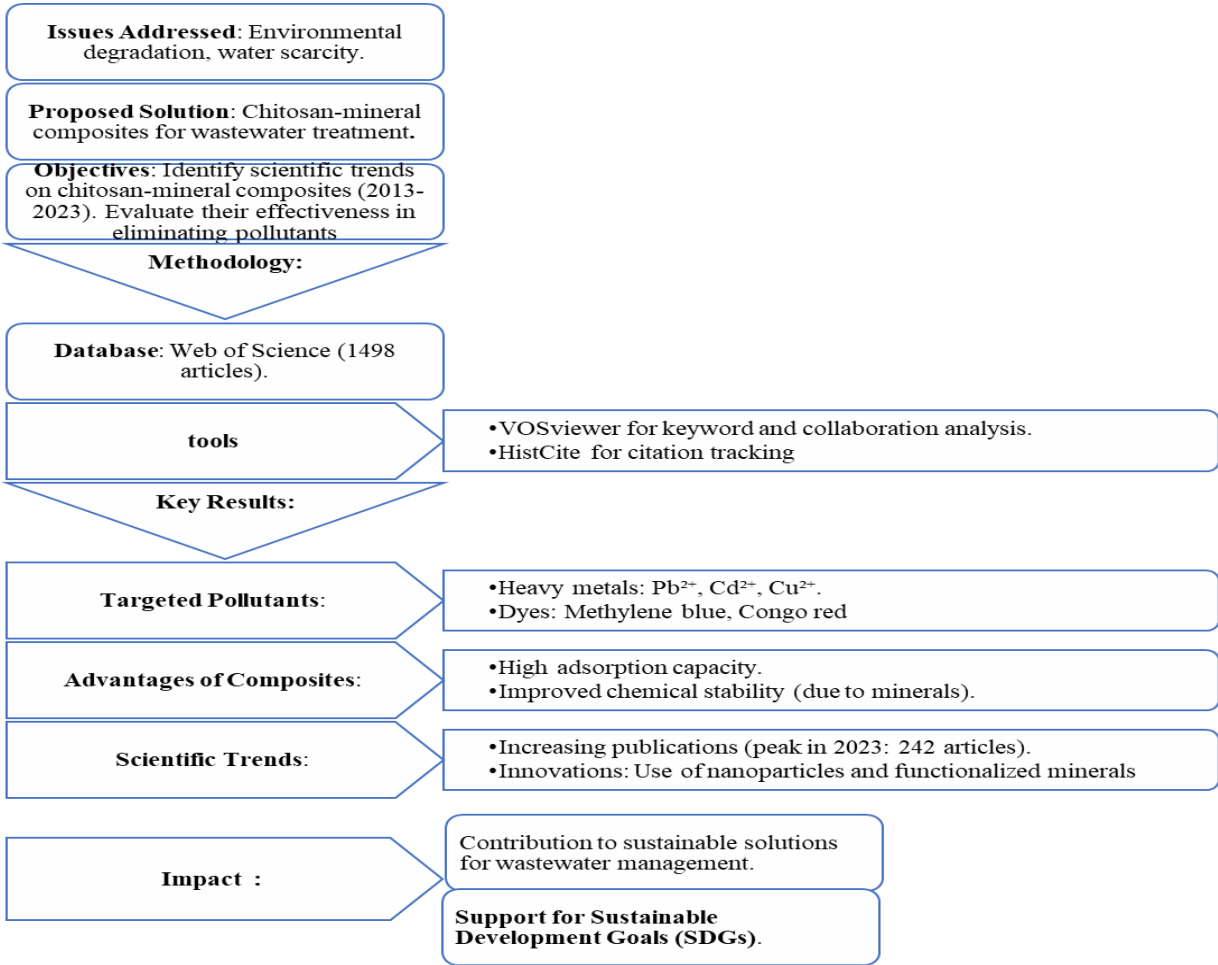 Issues Addressed: Environmental
degradation, water scarcity.
Proposed Solution: Chitosan-mineral
composites for wastewater treatment.
Objectives: Identify scientific trends
on chitosan-mineral composites (2013-
2023). Evaluate their effectiveness in
eliminating pollutants
Methodology:
Database: Web of Science (1498
articles).
tools
•VOSviewer for keyword and collaboration analysis.
•HistCite for citation tracking
Key Results:
Targeted Pollutants:
•Heavy metals: Pb²⁺, Cd²⁺, Cu²⁺.
•Dyes: Methylene blue, Congo red
Advantages of Composites:
•High adsorption capacity.
•Improved chemical stability (due to minerals).
Scientific Trends:
•Increasing publications (peak in 2023: 242 articles).
•Innovations: Use of nanoparticles and functionalized minerals
Impact :
Contribution to sustainable solutions
for wastewater management.
Support for Sustainable
Development Goals (SDGs).